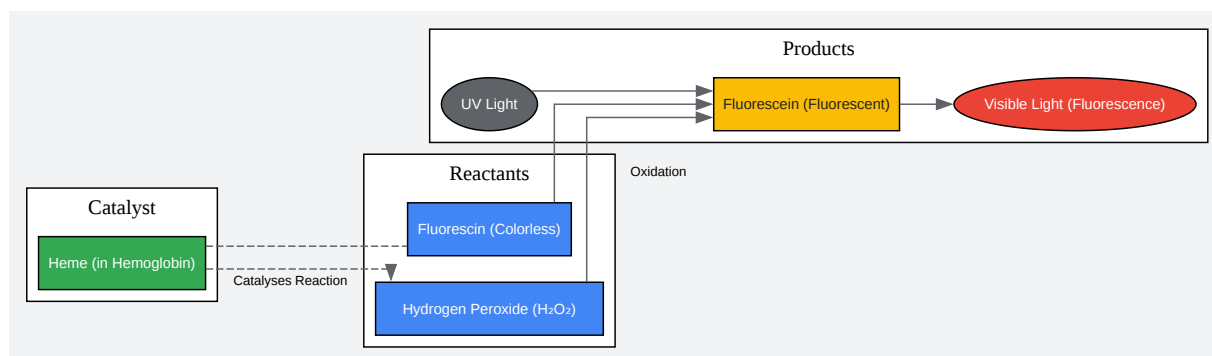 Products
UV Light
Fluorescein (Fluorescent)
Visible Light (Fluorescence)
Reactants
Oxidation
Catalyst
Fluorescin (Colorless)
Heme (in Hemoglobin)
Catalyses Reaction
Hydrogen Peroxide (H₂O₂)